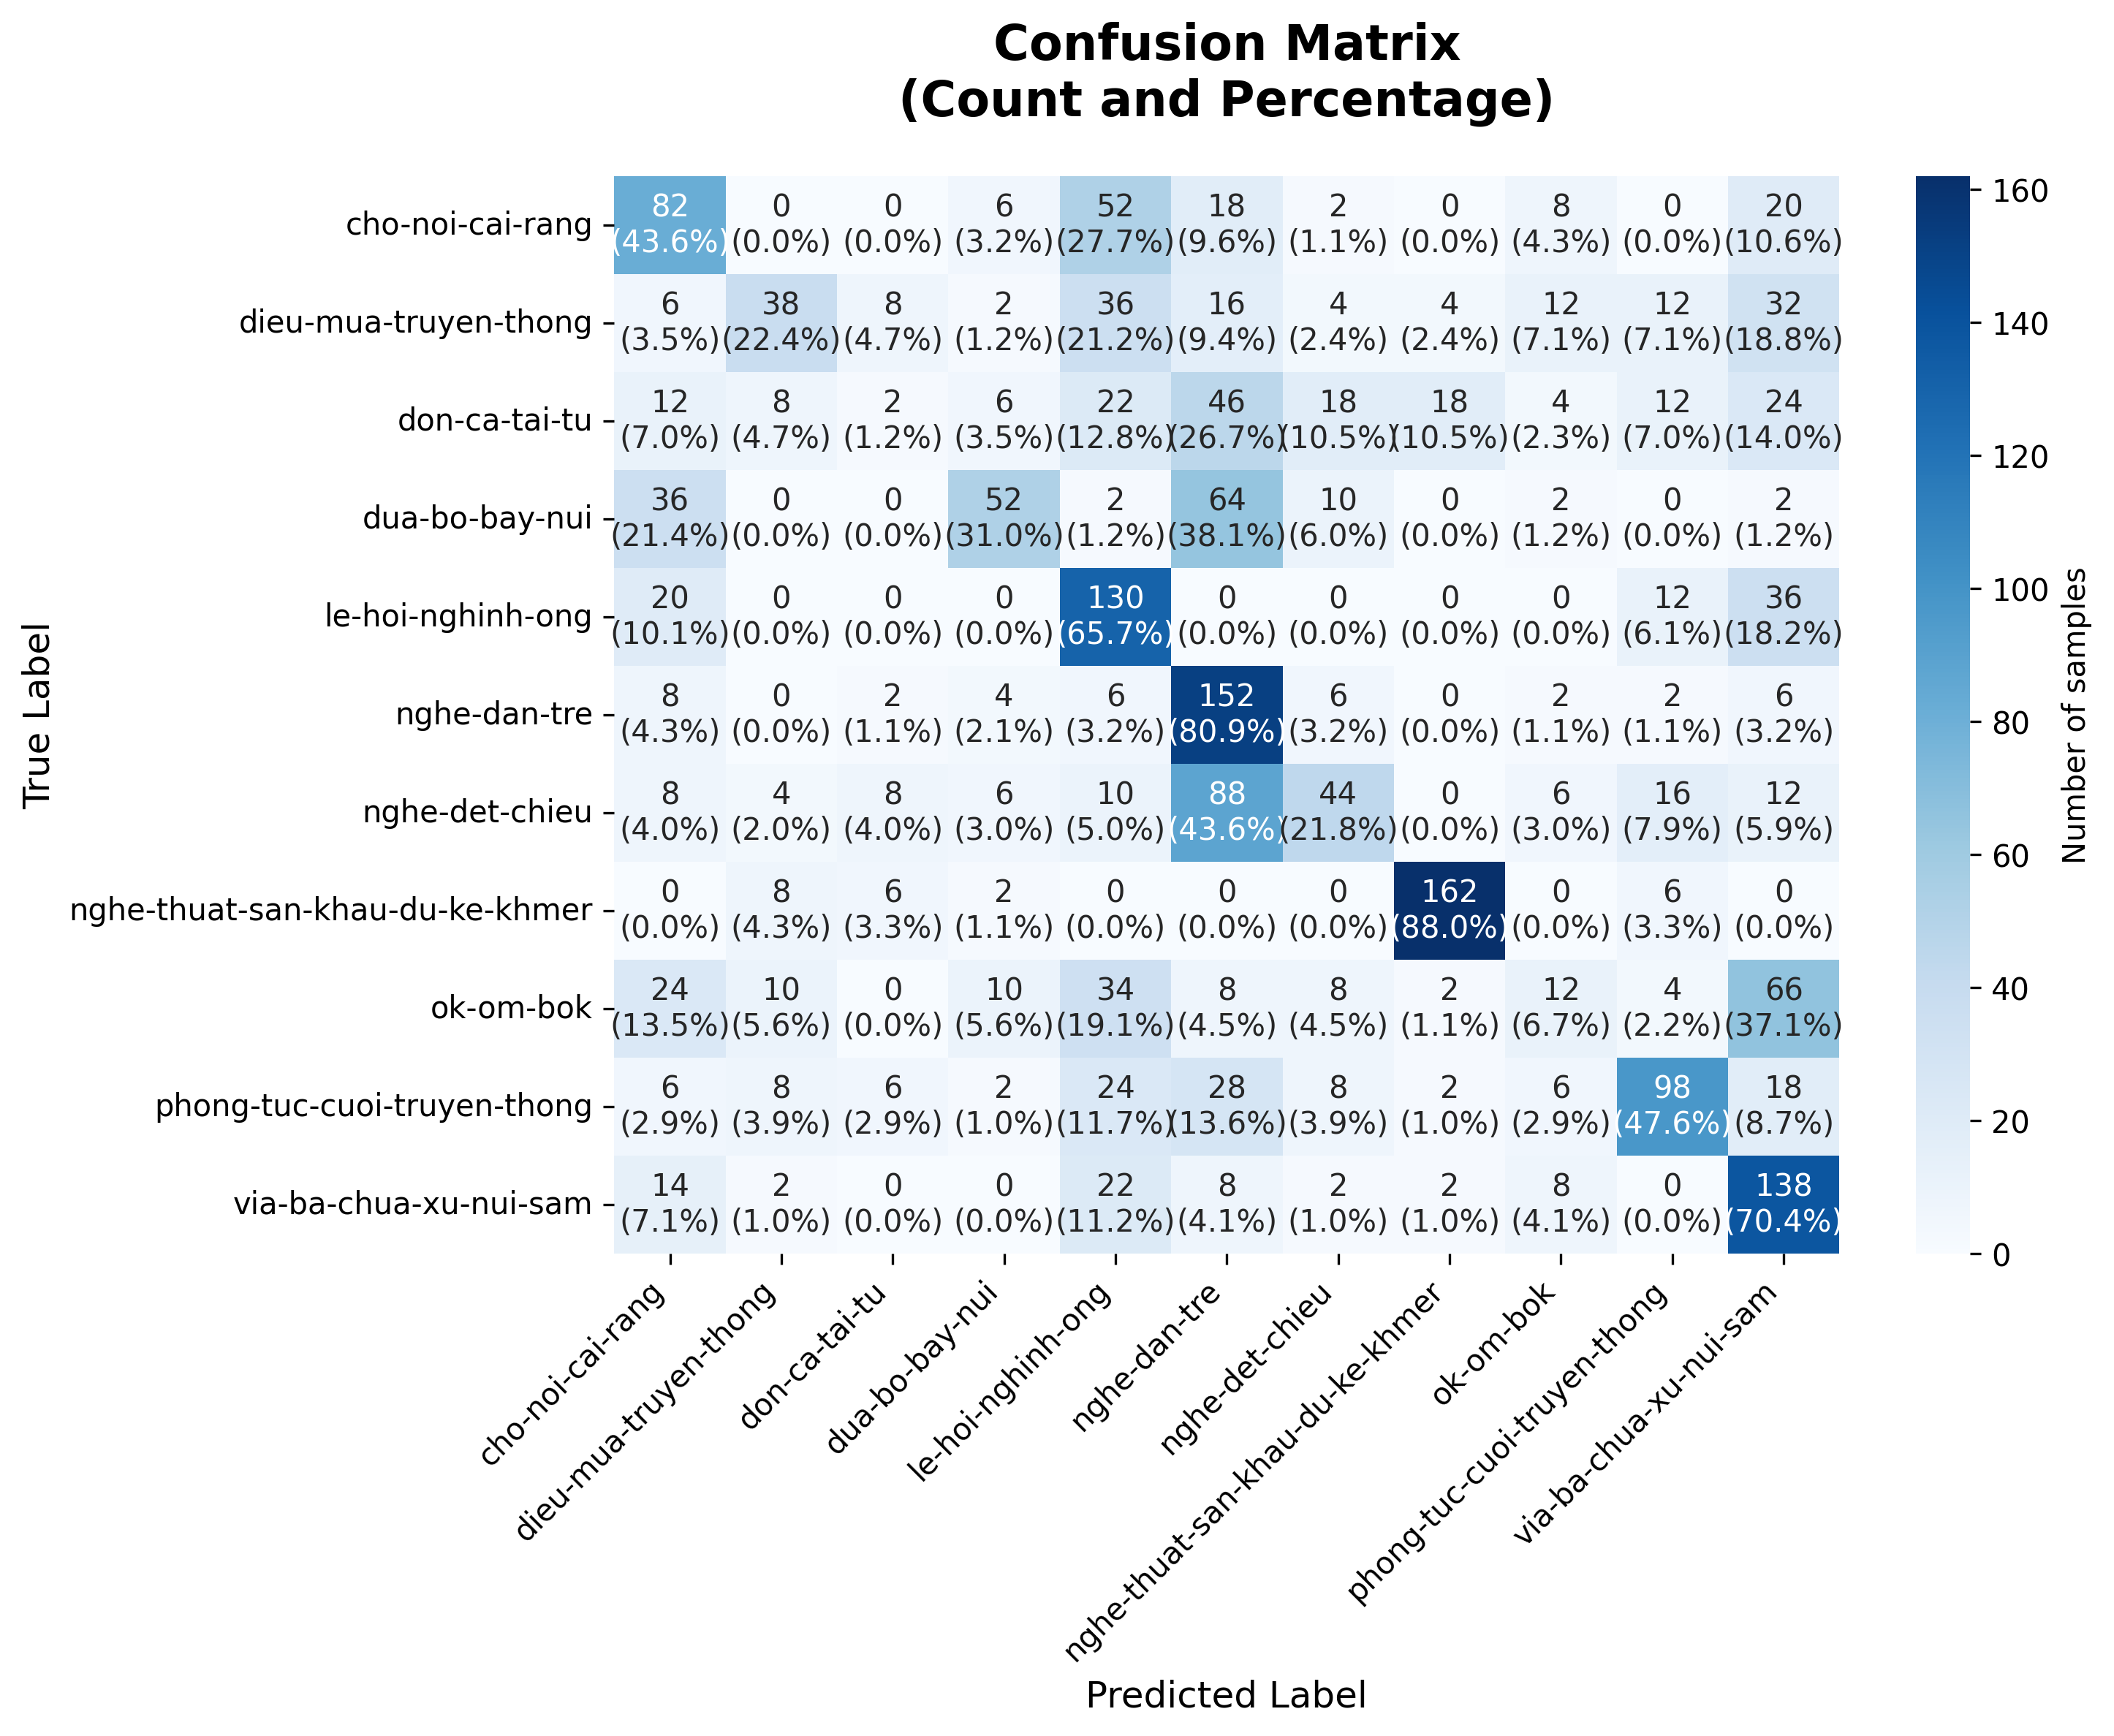 Confusion Matrix
(Count and Percentage)
cho-noi-cai-rang
82 0 0 6 52 18 2 0 8 0 20
(43.6%) (0.0%) (0.0%) (3.2%) (27.7%) (9.6%) (1.1%) (0.0%) (4.3%) (0.0%) (10.6%)
dieu-mua-truyen-thong
6 38 8 2 36 16 4 4 12 12 32
(3.5%) (22.4%) (4.7%) (1.2%) (21.2%) (9.4%) (2.4%) (2.4%) (7.1%) (7.1%) (18.8%)
don-ca-tai-tu
12 8 2 6 22 46 18 18 4 12 24
(7.0%) (4.7%) (1.2%) (3.5%) (12.8%) (26.7%) (10.5%) (10.5%) (2.3%) (7.0%) (14.0%)
dua-bo-bay-nui
36 0 0 52 2 64 10 0 2 0 2
(21.4%) (0.0%) (0.0%) (31.0%) (1.2%) (38.1%) (6.0%) (0.0%) (1.2%) (0.0%) (1.2%)
le-hoi-nghinh-ong
20 0 0 0 130 0 0 0 0 12 36
(10.1%) (0.0%) (0.0%) (0.0%) (65.7%) (0.0%) (0.0%) (0.0%) (0.0%) (6.1%) (18.2%)
nghe-dan-tre
8 0 2 4 6 152 6 0 2 2 6
(4.3%) (0.0%) (1.1%) (2.1%) (3.2%) (80.9%) (3.2%) (0.0%) (1.1%) (1.1%) (3.2%)
nghe-det-chieu
8 4 8 6 10 88 44 0 6 16 12
(4.0%) (2.0%) (4.0%) (3.0%) (5.0%) (43.6%) (21.8%) (0.0%) (3.0%) (7.9%) (5.9%)
nghe-thuat-san-khau-du-ke-khmer
0 8 6 2 0 0 0 162 0 6 0
(0.0%) (4.3%) (3.3%) (1.1%) (0.0%) (0.0%) (0.0%) (88.0%) (0.0%) (3.3%) (0.0%)
ok-om-bok
24 10 0 10 34 8 8 2 12 4 66
(13.5%) (5.6%) (0.0%) (5.6%) (19.1%) (4.5%) (4.5%) (1.1%) (6.7%) (2.2%) (37.1%)
phong-tuc-cuoi-truyen-thong
6 8 6 2 24 28 8 2 6 98 18
(2.9%) (3.9%) (2.9%) (1.0%) (11.7%) (13.6%) (3.9%) (1.0%) (2.9%) (47.6%) (8.7%)
via-ba-chua-xu-nui-sam
14 2 0 0 22 8 2 2 8 0 138
(7.1%) (1.0%) (0.0%) (0.0%) (11.2%) (4.1%) (1.0%) (1.0%) (4.1%) (0.0%) (70.4%)
True Label
cho-noi-cai-rang
dieu-mua-truyen-thong
don-ca-tai-tu
dua-bo-bay-nui
le-hoi-nghinh-ong
nghe-dan-tre
nghe-det-chieu
nghe-thuat-san-khau-du-ke-khmer
ok-om-bok
phong-tuc-cuoi-truyen-thong
via-ba-chua-xu-nui-sam
Predicted Label
160
140
120
100
80
60
40
20
0
Number of samples